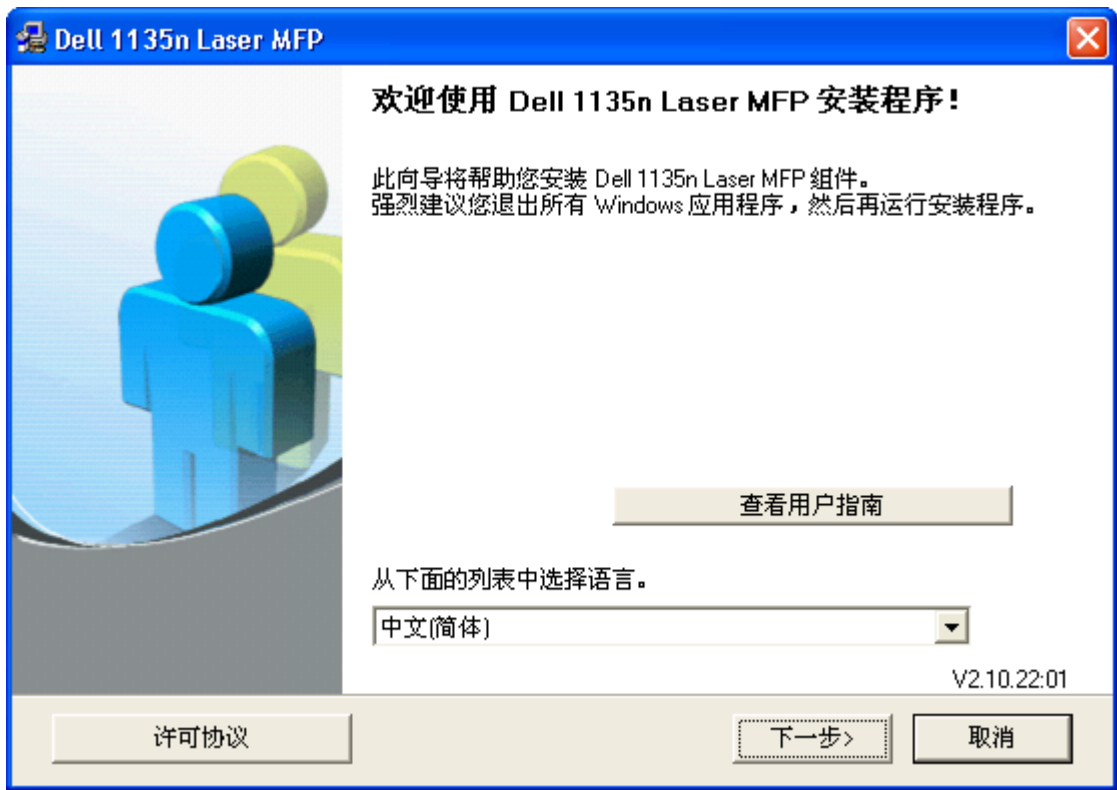 Dell 1135n Laser MFP
欢迎使用 Dell 1135n Laser MFP 安装程序！
此向导将帮助您安装 Dell 1135n Laser MFP 组件。
强烈建议您退出所有 Windows 应用程序，然后再运行安装程序。
查看用户指南
从下面的列表中选择语言。
中文(简体)
V2.10.22:01
许可协议
下一步>
取消